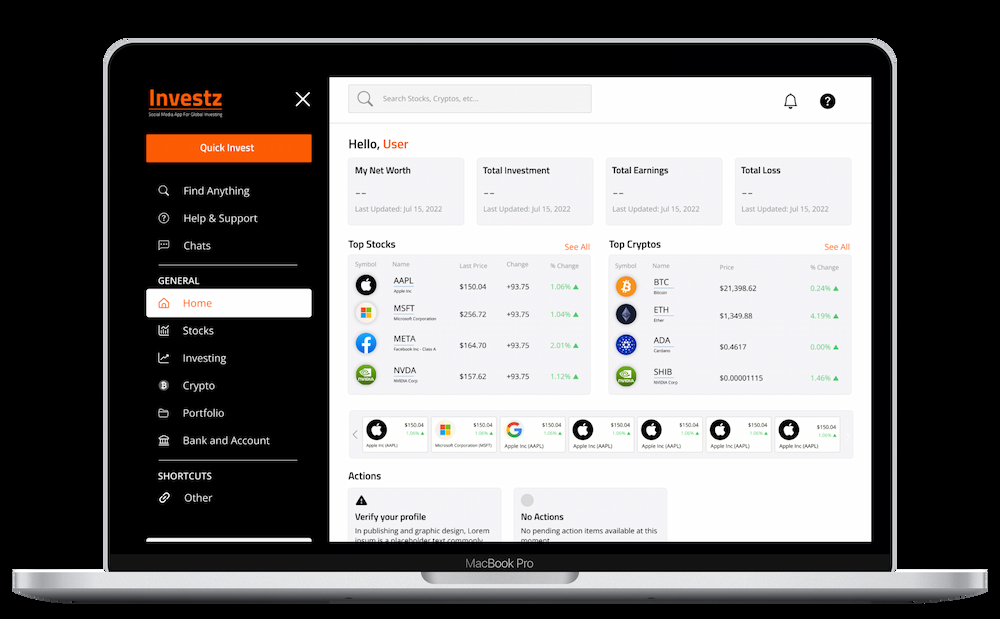 Investz
Social Media App For Global Investing
Quick Invest
Find Anything
Help & Support
Chats
GENERAL
Home
Stocks
Investing
Crypto
Portfolio
Bank and Account
SHORTCUTS
Other
Search Stocks, Cryptos, etc...
?
Hello, User
My Net Worth
--
Last Updated: Jul 15, 2022
Total Investment
--
Last Updated: Jul 15, 2022
Total Earnings
--
Last Updated: Jul 15, 2022
Total Loss
--
Last Updated: Jul 15, 2022
Top Stocks See All
Symbol Name Last Price Change % Change
AAPL $150.04 +93.75 1.06%
Apple Inc
MSFT $256.72 +93.75 1.04%
Microsoft Corporation
META $164.70 +93.75 2.01%
Facebook Inc - Class A
NVDA $157.62 +93.75 1.12%
NVIDIA Corp
Top Cryptos See All
Symbol Name Price % Change
BTC $21,398.62 0.24%
Bitcoin
ETH $1,349.88 4.19%
Ether
ADA $0.4617 0.00%
Cardano
SHIB $0.00001115 1.46%
NVIDIA Corp
$150.04
1.06%
Apple Inc (AAPL)
$150.04
1.06%
Microsoft Corporation (MSFT)
$150.04
1.06%
Apple Inc (AAPL)
$150.04
1.06%
Apple Inc (AAPL)
$150.04
1.06%
Apple Inc (AAPL)
$150.04
1.06%
Apple Inc (AAPL)
$150.04
1.06%
Apple Inc (AAPL)
Actions
Verify your profile
In publishing and graphic design, Lorem
ipsum is a placeholder text commonly
No Actions
No pending action items available at this
moment
MacBook Pro